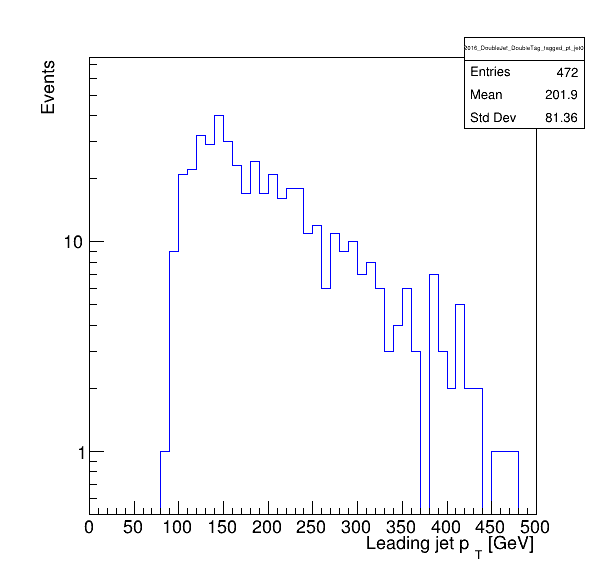 2016_DoubleJet_DoubleTag_tagged_pt_jet0
Entries 472
Mean 201.9
Std Dev 81.36
Events
10
1
0 50 100 150 200 250 300 350 400 450 500
Leading jet p T [GeV]